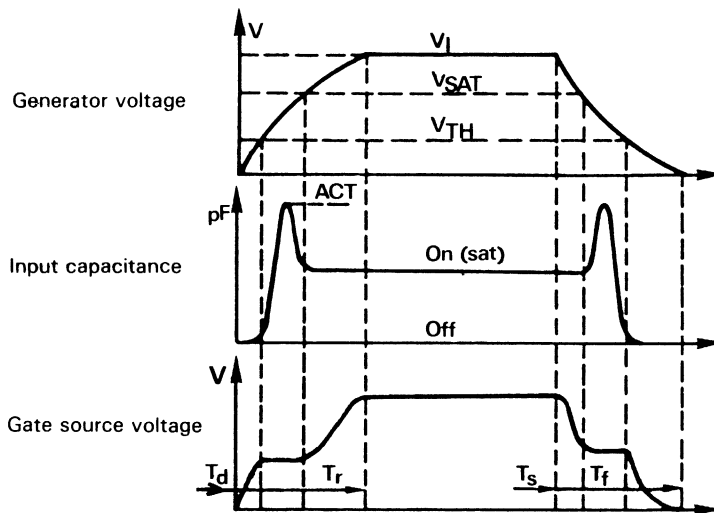 V
V_I
Generator voltage
V_SAT
V_TH
pF
ACT
Input capacitance
On (sat)
Off
V
Gate source voltage
T_d
T_r
T_s
T_f